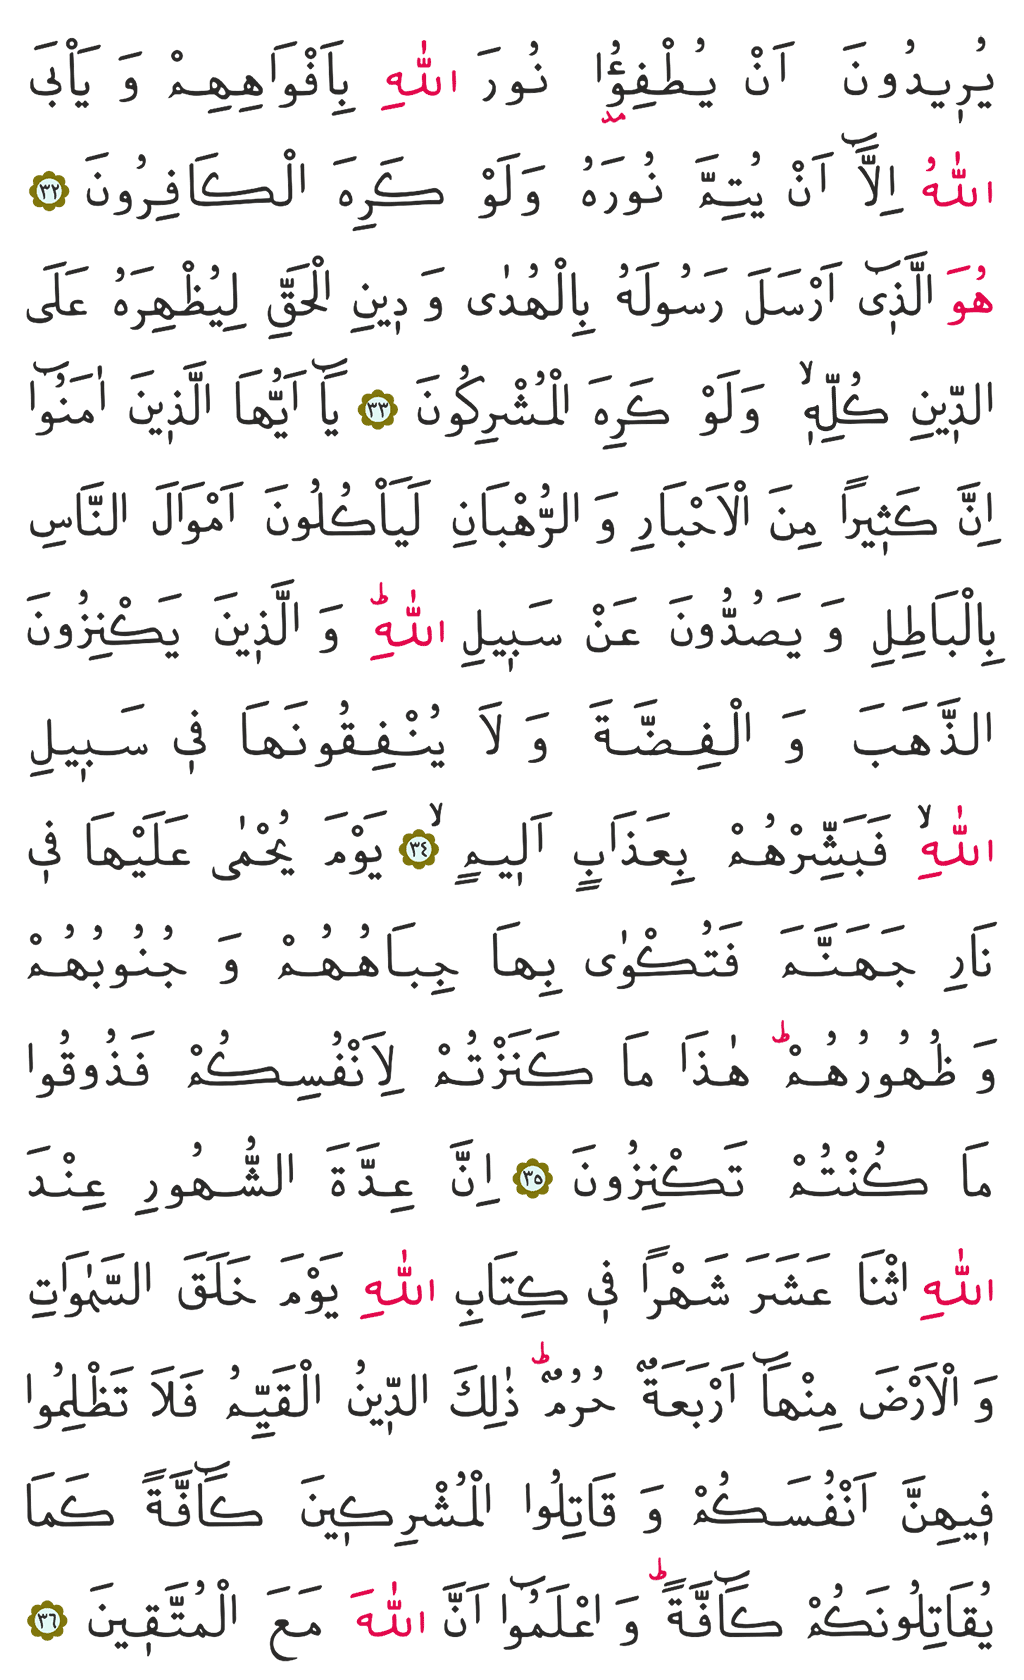 يُرٖيدُونَ اَنْ يُطْفِؤُ۫ا نُورَ اللّٰهِ بِاَفْوَاهِهِمْ وَ يَاْبَى
اللّٰهُ اِلَّآ اَنْ يُتِمَّ نُورَهُ وَلَوْ كَرِهَ الْكَافِرُونَ ﴿٣٢﴾
هُوَ الَّذٖٓى اَرْسَلَ رَسُولَهُ بِالْهُدٰى وَ دٖينِ الْحَقِّ لِيُظْهِرَهُ عَلَى
الدّٖينِ كُلِّهٖۙ وَلَوْ كَرِهَ الْمُشْرِكُونَ ﴿٣٣﴾ يَآ اَيُّهَا الَّذٖينَ اٰمَنُٓوا
اِنَّ كَثٖيرًا مِنَ الْاَحْبَارِ وَ الرُّهْبَانِ لَيَاْكُلُونَ اَمْوَالَ النَّاسِ
بِالْبَاطِلِ وَ يَصُدُّونَ عَنْ سَبٖيلِ اللّٰهِؕ وَ الَّذٖينَ يَكْنِزُونَ
الذَّهَبَ وَ الْفِضَّةَ وَ لَا يُنْفِقُونَهَا فٖي سَبٖيلِ
اللّٰهِۙ فَبَشِّرْهُمْ بِعَذَابٍ اَلٖيمٍۙ ﴿٣٤﴾ يَوْمَ يُحْمٰى عَلَيْهَا فٖي
نَارِ جَهَنَّمَ فَتُكْوٰى بِهَا جِبَاهُهُمْ وَ جُنُوبُهُمْ
وَ ظُهُورُهُمْؕ هٰذَا مَا كَنَزْتُمْ لِاَنْفُسِكُمْ فَذُوقُوا
مَا كُنْتُمْ تَكْنِزُونَ ﴿٣٥﴾ اِنَّ عِدَّةَ الشُّهُورِ عِنْدَ
اللّٰهِ اثْنَا عَشَرَ شَهْرًا فٖي كِتَابِ اللّٰهِ يَوْمَ خَلَقَ السَّمٰوَاتِ
وَ الْاَرْضَ مِنْهَآ اَرْبَعَةٌ حُرُمٌؕ ذٰلِكَ الدّٖينُ الْقَيِّمُ فَلَا تَظْلِمُوا
فٖيهِنَّ اَنْفُسَكُمْ وَ قَاتِلُوا الْمُشْرِكٖينَ كَآفَّةً كَمَا
يُقَاتِلُونَكُمْ كَآفَّةًؕ وَ اعْلَمُٓوا اَنَّ اللّٰهَ مَعَ الْمُتَّقٖينَ ﴿٣٦﴾